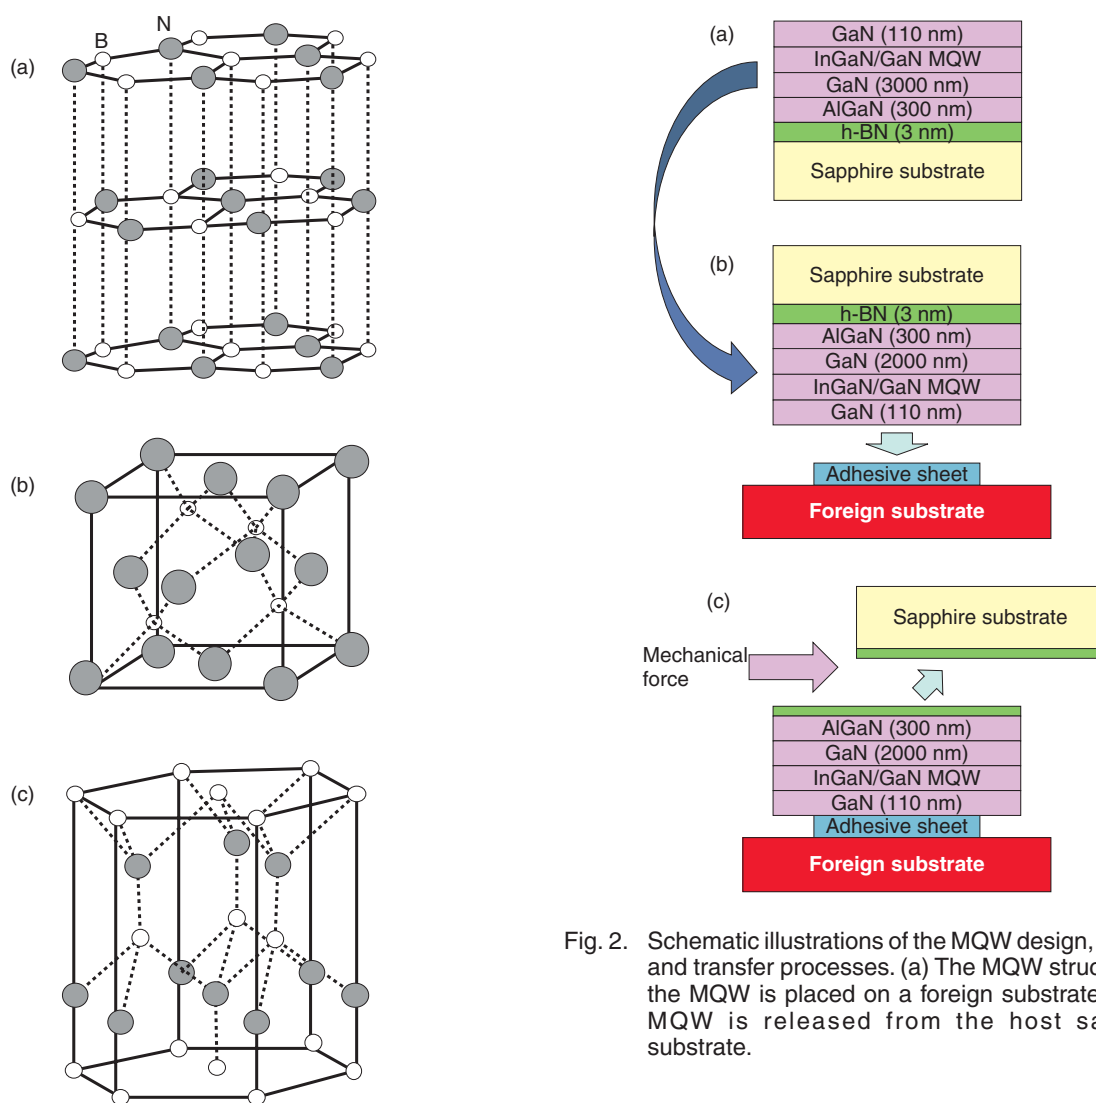 (a)
B
N
(b)
(c)
(a)
GaN (110 nm)
InGaN/GaN MQW
GaN (3000 nm)
AlGaN (300 nm)
h-BN (3 nm)
Sapphire substrate
(b)
Sapphire substrate
h-BN (3 nm)
AlGaN (300 nm)
GaN (2000 nm)
InGaN/GaN MQW
GaN (110 nm)
Adhesive sheet
Foreign substrate
(c)
Sapphire substrate
Mechanical
force
AlGaN (300 nm)
GaN (2000 nm)
InGaN/GaN MQW
GaN (110 nm)
Adhesive sheet
Foreign substrate
Fig. 2. Schematic illustrations of the MQW design,
and transfer processes. (a) The MQW struc
the MQW is placed on a foreign substrate
MQW is released from the host sa
substrate.